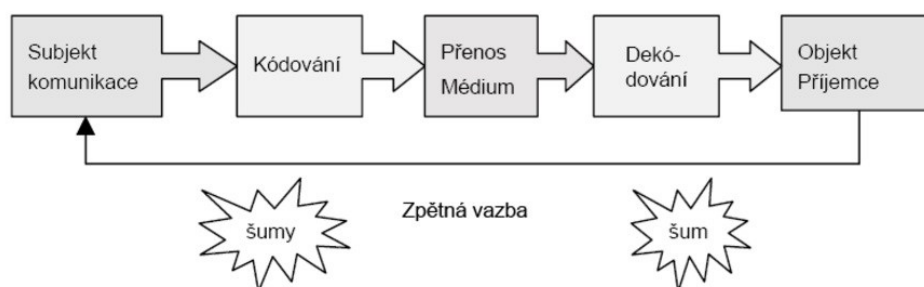 Subjekt
komunikace
Kódování
Přenos
Médium
Dekó-
dování
Objekt
Příjemce
Zpětná vazba
šumy
šum